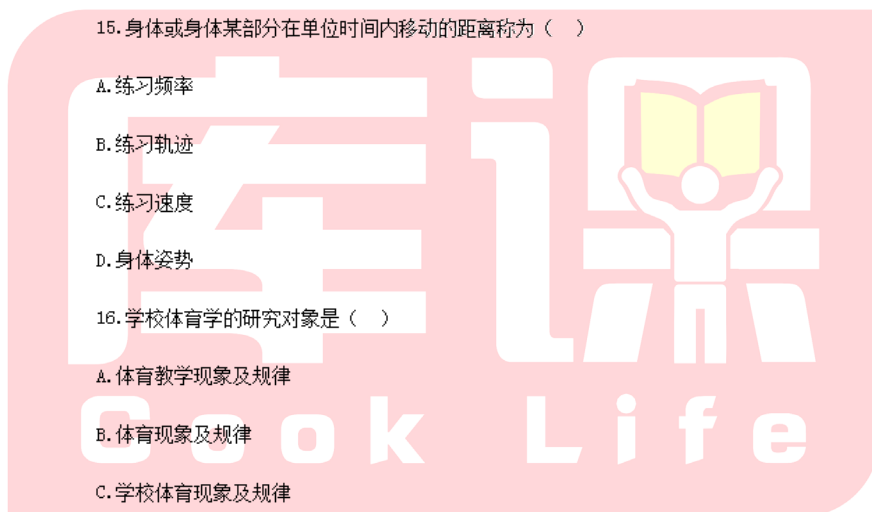 15.身体或身体某部分在单位时间内移动的距离称为（ ）
A.练习频率
B.练习轨迹
C.练习速度
D.身体姿势
16.学校体育学的研究对象是（ ）
A.体育教学现象及规律
B.体育现象及规律
C.学校体育现象及规律
库课
Cook Life